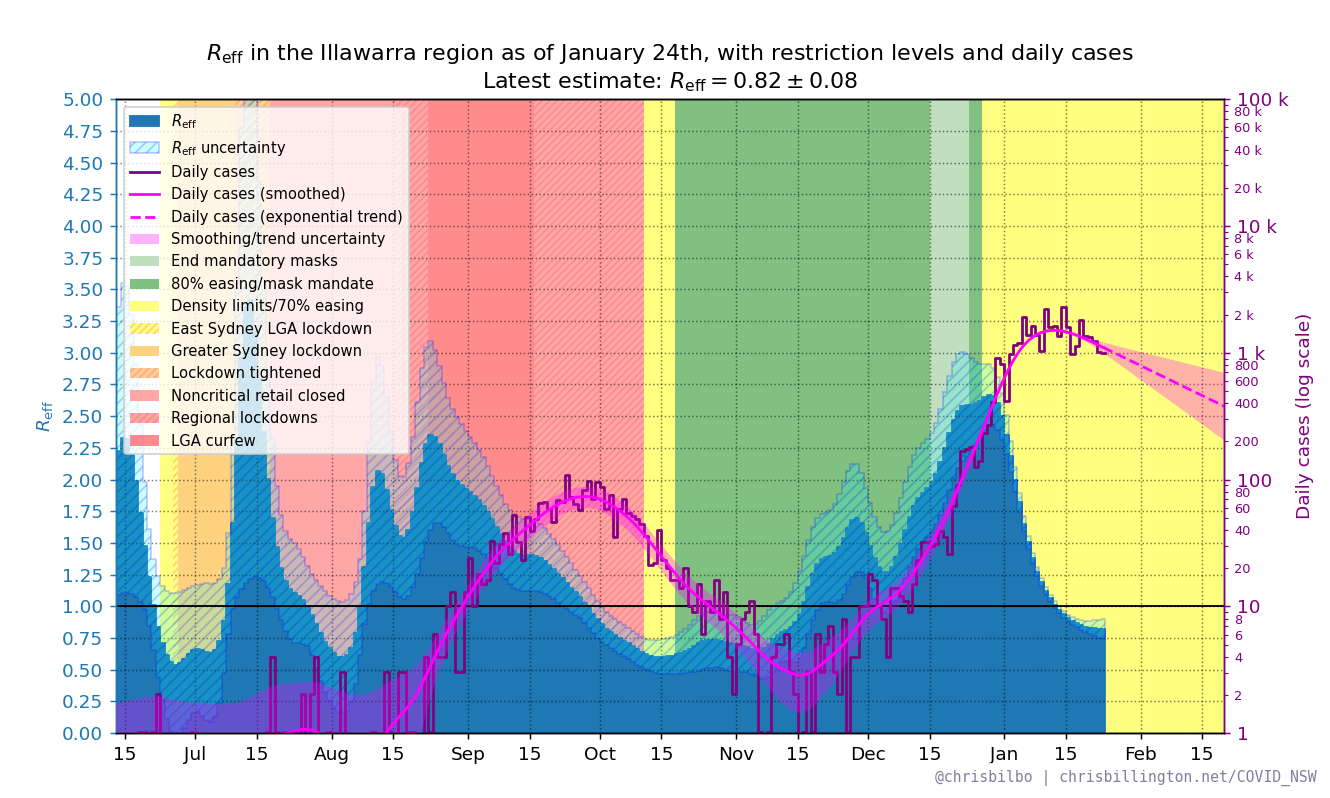 Reff in the Illawarra region as of January 24th, with restriction levels and daily cases
Latest estimate: Reff = 0.82 ± 0.08
Reff
Reff uncertainty
Daily cases
Daily cases (smoothed)
Daily cases (exponential trend)
Smoothing/trend uncertainty
End mandatory masks
80% easing/mask mandate
Density limits/70% easing
East Sydney LGA lockdown
Greater Sydney lockdown
Lockdown tightened
Noncritical retail closed
Regional lockdowns
LGA curfew
Reff
5.00
4.75
4.50
4.25
4.00
3.75
3.50
3.25
3.00
2.75
2.50
2.25
2.00
1.75
1.50
1.25
1.00
0.75
0.50
0.25
0.00
100 k
80 k
60 k
40 k
20 k
10 k
8 k
6 k
4 k
2 k
1 k
800
600
400
200
100
80
60
40
20
10
8
6
4
2
1
Daily cases (log scale)
15 Jul 15 Aug 15 Sep 15 Oct 15 Nov 15 Dec 15 Jan 15 Feb 15
@chrisbilbo | chrisbillington.net/COVID_NSW